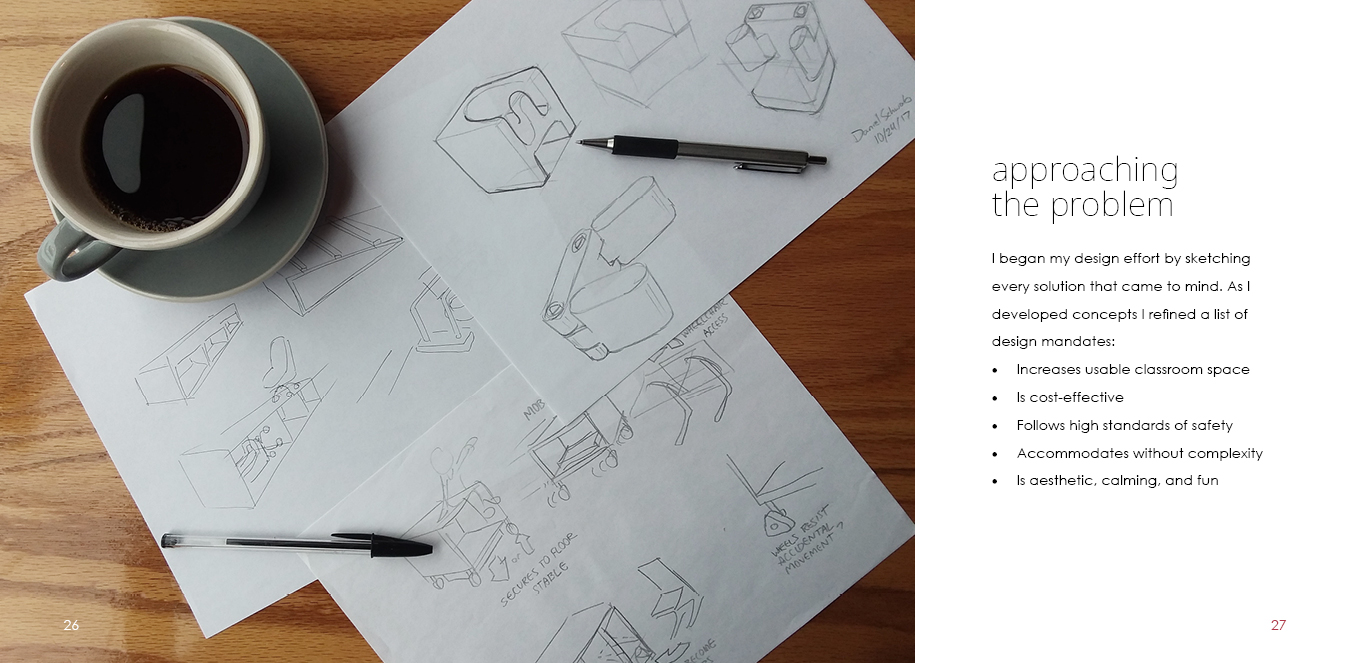 Daniel Schwab
10/24/17
WHEELCHAIR
ACCESS
MOB
SECURES TO FLOOR
STABLE
or
WHEELS RESIST
ACCIDENTAL
MOVEMENT?
BECOME
26
approaching
the problem
I began my design effort by sketching
every solution that came to mind. As I
developed concepts I refined a list of
design mandates:
• Increases usable classroom space
• Is cost-effective
• Follows high standards of safety
• Accommodates without complexity
• Is aesthetic, calming, and fun
27